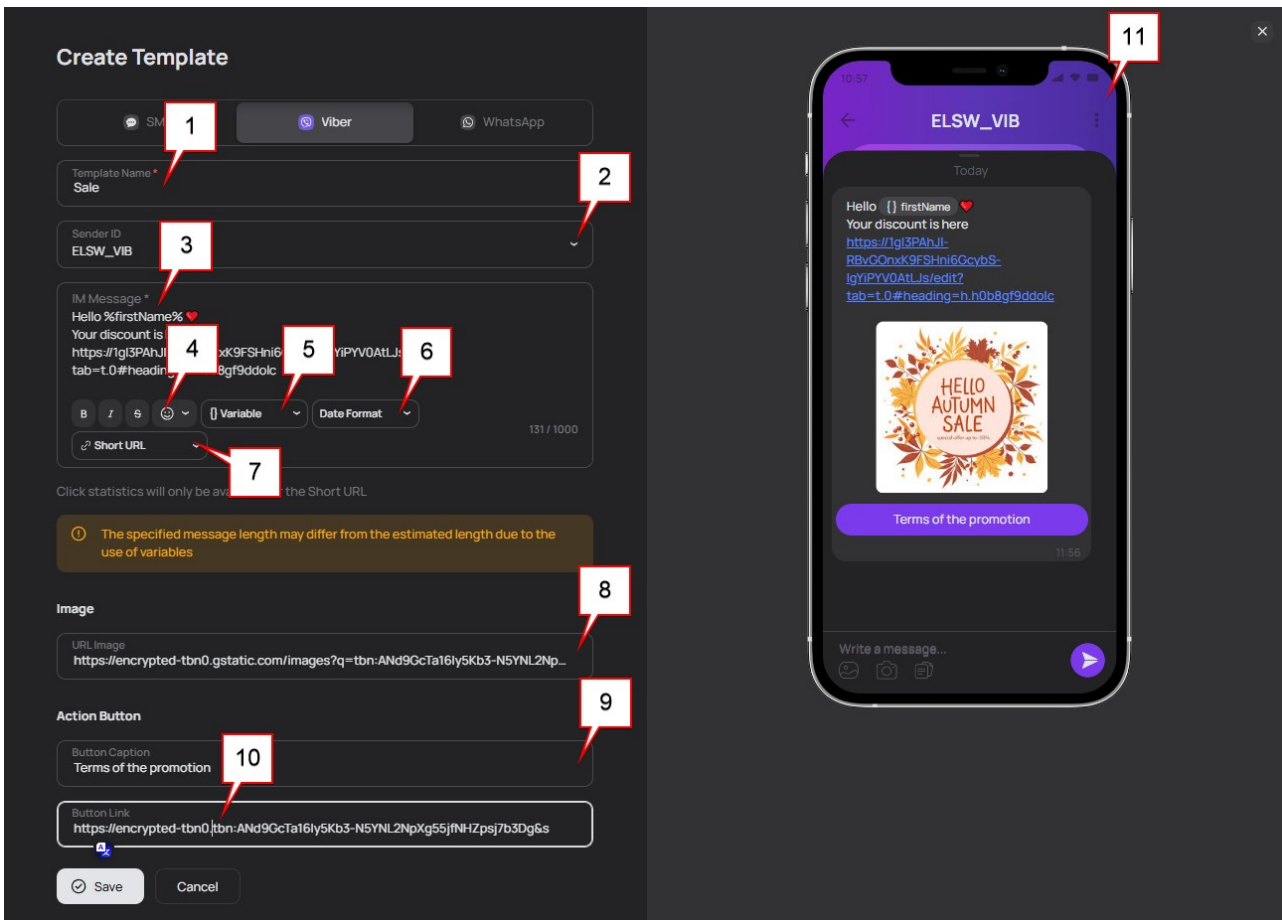 Create Template
SM
Viber
WhatsApp
1
Template Name *
Sale
2
Sender ID
ELSW_VIB
3
IM Message *
Hello %firstName% ❤
Your discount is
https://1gl3PAhJl
xK9FSHni6
YiPYV0AtLJs
tab=t.0#heading
8gf9ddolc
4
5
6
B I S
{} Variable
Date Format
131 / 1000
Short URL
7
Click statistics will only be ava
the Short URL
The specified message length may differ from the estimated length due to the
use of variables
8
Image
URL Image
https://encrypted-tbn0.gstatic.com/images?q=tbn:ANd9GcTa16Iy5Kb3-N5YNL2Np...
9
Action Button
Button Caption
Terms of the promotion
10
Button Link
https://encrypted-tbn0.tbn:ANd9GcTa16Iy5Kb3-N5YNL2NpXg55jfNHZpsj7b3Dg&s
Save
Cancel
11
10:57
ELSW_VIB
Today
Hello {} firstName ❤
Your discount is here
https://1gl3PAhJl-
RBvGOnxK9FSHni6GcybS-
IgYiPYV0AtLJs/edit?
tab=t.0#heading=h.h0b8gf9ddolc
HELLO
AUTUMN
SALE
special offer up to -50%
Terms of the promotion
11:56
Write a message...